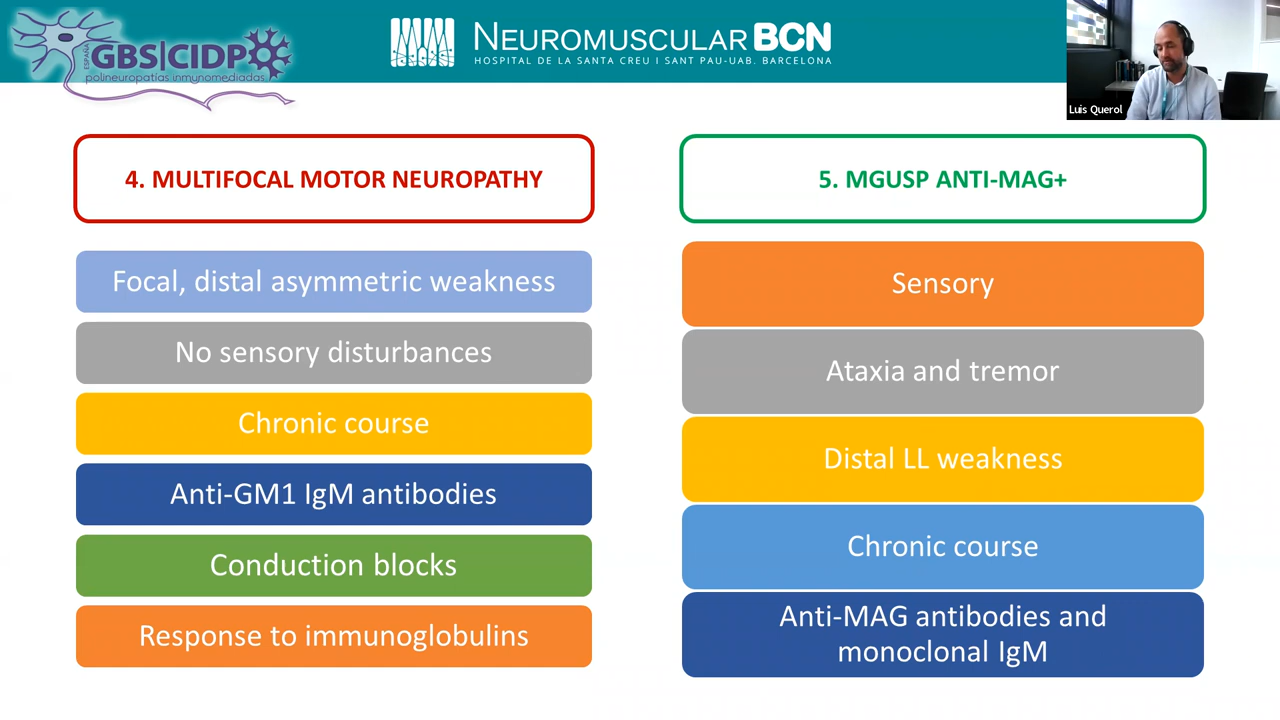 ESPAÑA
GBS|CIDP
polineuropatías inmunomediadas
NEUROMUSCULARBCN
HOSPITAL DE LA SANTA CREU I SANT PAU-UAB. BARCELONA
Luis Querol
4. MULTIFOCAL MOTOR NEUROPATHY
Focal, distal asymmetric weakness
No sensory disturbances
Chronic course
Anti-GM1 IgM antibodies
Conduction blocks
Response to immunoglobulins
5. MGUSP ANTI-MAG+
Sensory
Ataxia and tremor
Distal LL weakness
Chronic course
Anti-MAG antibodies and
monoclonal IgM